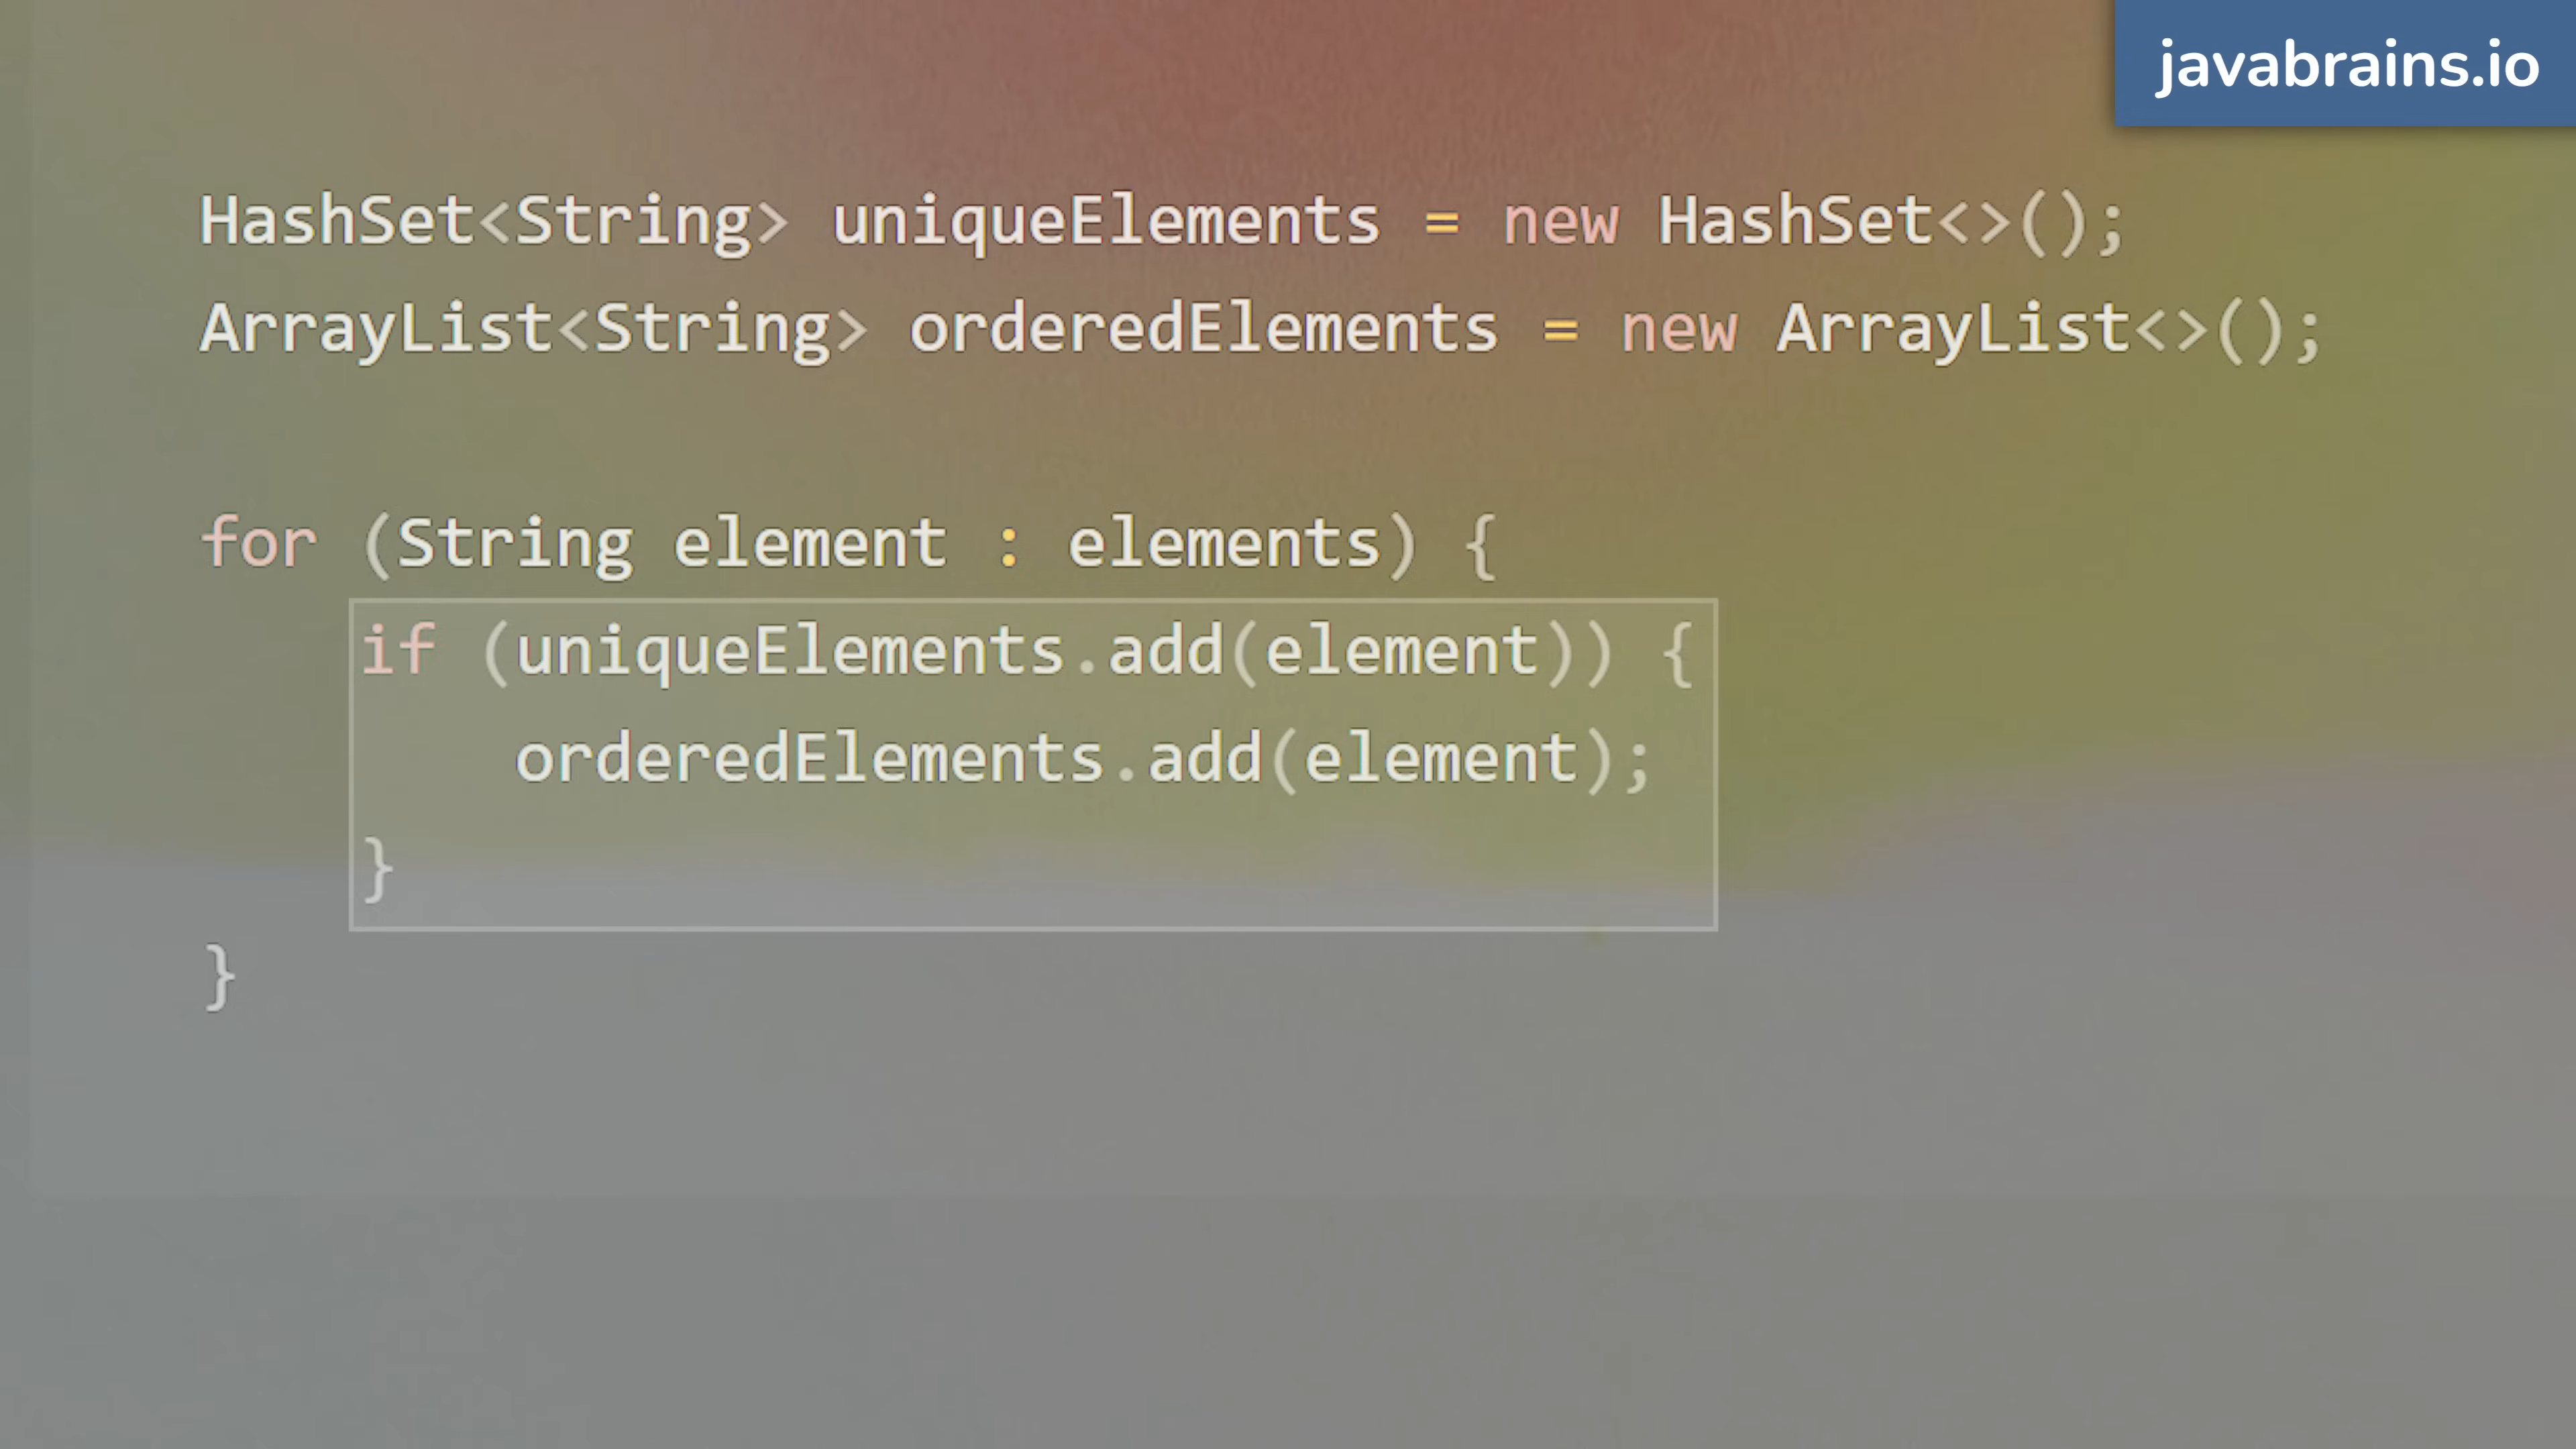 javabrains.io
HashSet<String> uniqueElements = new HashSet<>();
ArrayList<String> orderedElements = new ArrayList<>();
for (String element : elements) {
if (uniqueElements.add(element)) {
orderedElements.add(element);
}
}